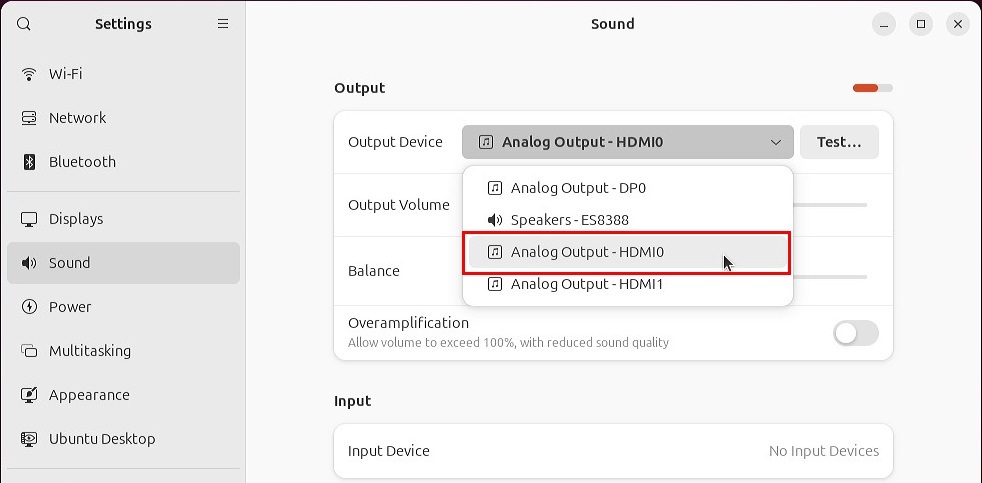 Settings
Wi-Fi
Network
Bluetooth
Displays
Sound
Power
Multitasking
Appearance
Ubuntu Desktop
Sound
Output
Output Device
Analog Output - HDMI0
Test...
Analog Output - DP0
Speakers - ES8388
Analog Output - HDMI0
Analog Output - HDMI1
Output Volume
Balance
Overamplification
Allow volume to exceed 100%, with reduced sound quality
Input
Input Device
No Input Devices